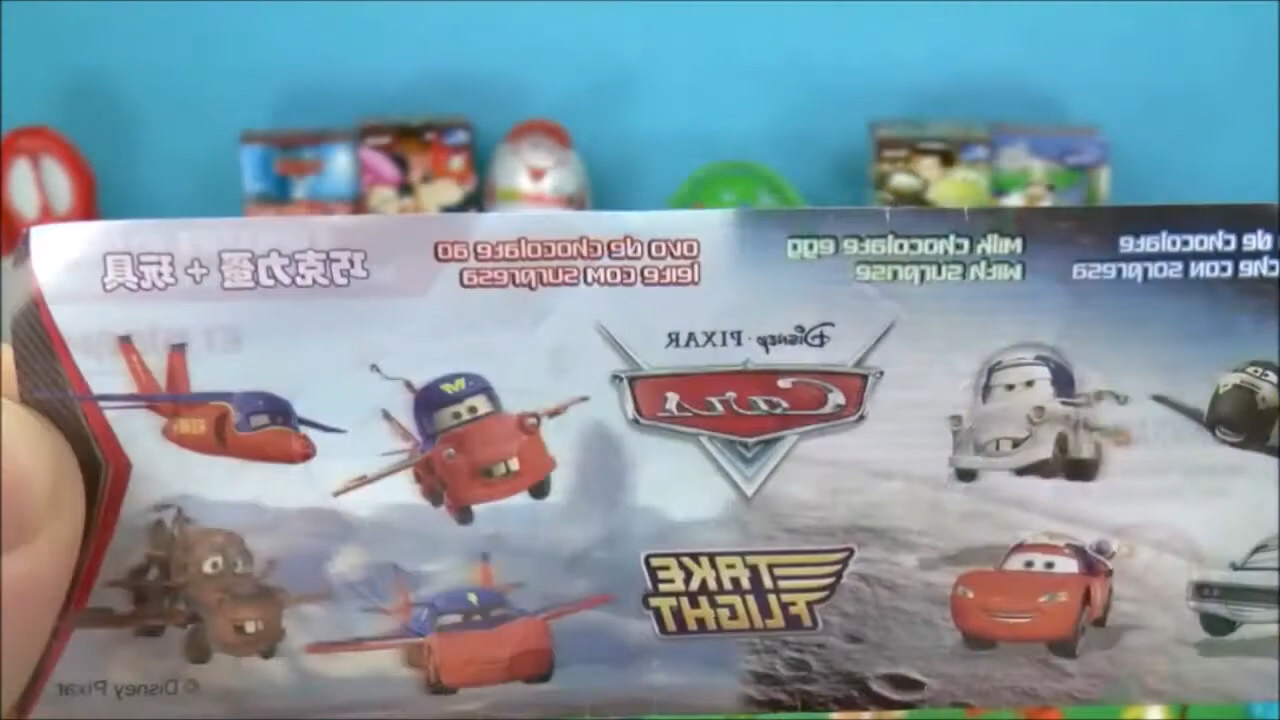 de chocolate
che con sorpresa
milk chocolate egg
with surprise
ovo de chocolate ao
leite com surpresa
巧克力蛋 + 玩具
Disney·PIXAR
Cars
TAKE
FLIGHT
© Disney Pixar